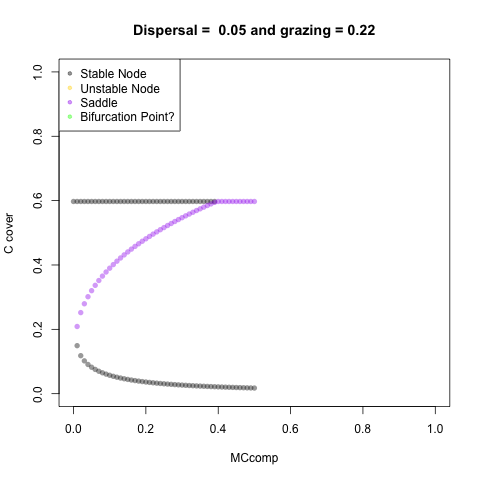 Dispersal =  0.05 and grazing = 0.22
Stable Node
Unstable Node
Saddle
Bifurcation Point?
1.0
0.8
0.6
0.4
0.2
0.0
C cover
0.0 0.2 0.4 0.6 0.8 1.0
MCcomp